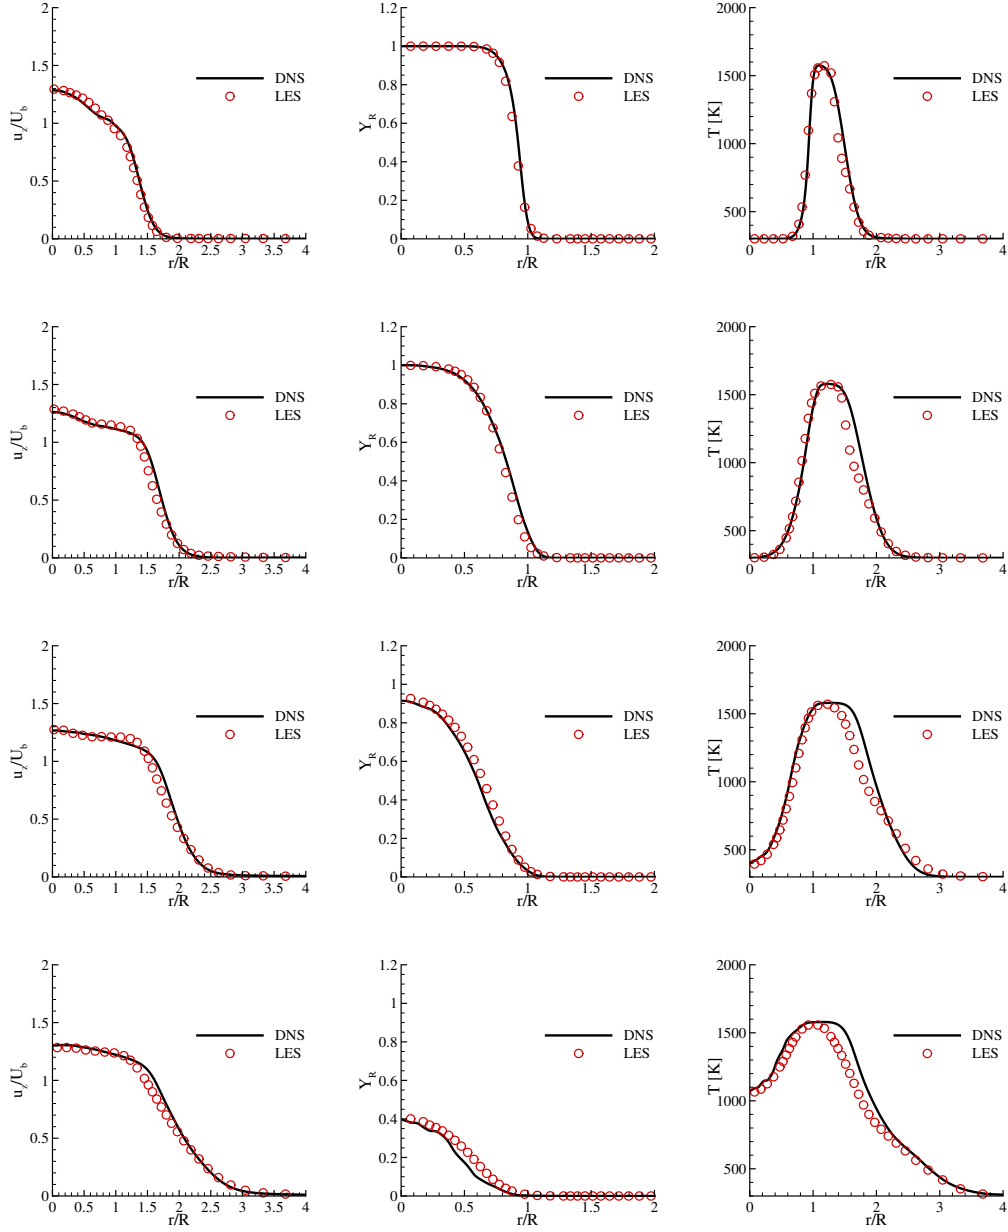 2
1.5
1
0.5
0
u_z/U_b
DNS
LES
0 0.5 1 1.5 2 2.5 3 3.5 4
r/R
1.2
1
0.8
0.6
0.4
0.2
0
Y_R
DNS
LES
0 0.5 1 1.5 2
r/R
2000
1500
1000
500
T [K]
DNS
LES
0 1 2 3 4
r/R
2
1.5
1
0.5
0
u_z/U_b
DNS
LES
0 0.5 1 1.5 2 2.5 3 3.5 4
r/R
1.2
1
0.8
0.6
0.4
0.2
0
Y_R
DNS
LES
0 0.5 1 1.5 2
r/R
2000
1500
1000
500
T [K]
DNS
LES
0 1 2 3 4
r/R
2
1.5
1
0.5
0
u_z/U_b
DNS
LES
0 0.5 1 1.5 2 2.5 3 3.5 4
r/R
1.2
1
0.8
0.6
0.4
0.2
0
Y_R
DNS
LES
0 0.5 1 1.5 2
r/R
2000
1500
1000
500
T [K]
DNS
LES
0 1 2 3 4
r/R
2
1.5
1
0.5
0
u_z/U_b
DNS
LES
0 0.5 1 1.5 2 2.5 3 3.5 4
r/R
1.2
1
0.8
0.6
0.4
0.2
0
Y_R
DNS
LES
0 0.5 1 1.5 2
r/R
2000
1500
1000
500
T [K]
DNS
LES
0 1 2 3 4
r/R